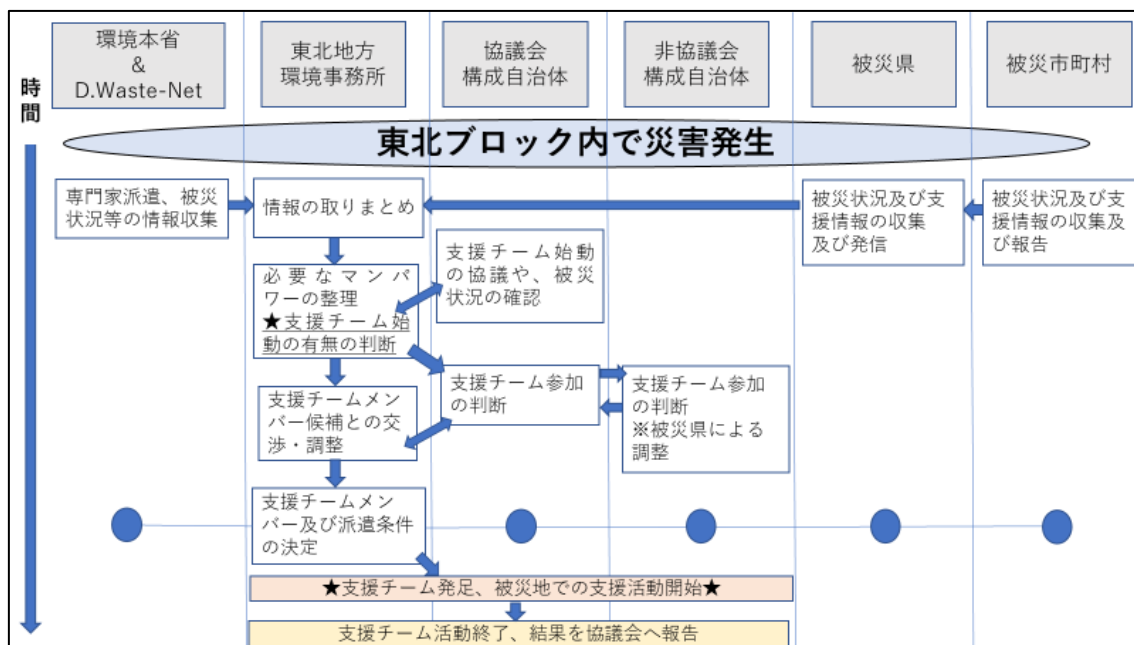 環境本省
&
D.Waste-Net
東北地方
環境事務所
協議会
構成自治体
非協議会
構成自治体
被災県
被災市町村
時間
東北ブロック内で災害発生
専門家派遣、被災
状況等の情報収集
情報の取りまとめ
被災状況及び支
援情報の収集
及び発信
被災状況及び支
援情報の収集及
び報告
必要なマンパ
ワーの整理
★支援チーム始
動の有無の判断
支援チーム始動
の協議や、被災
状況の確認
支援チームメン
バー候補との交
渉・調整
支援チーム参加
の判断
支援チーム参加
の判断
※被災県による
調整
支援チームメン
バー及び派遣条件
の決定
★支援チーム発足、被災地での支援活動開始★
支援チーム活動終了、結果を協議会へ報告